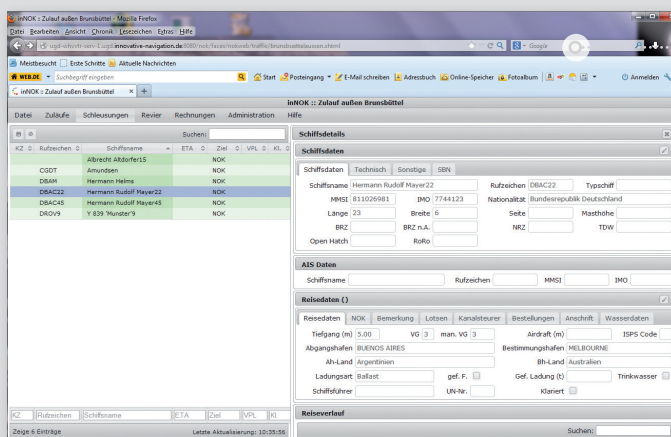 inNOK :: Zulauf außen Brunsbüttel - Mozilla Firefox
Datei Bearbeiten Ansicht Chronik Lesezeichen Extras Hilfe
innovative-navigation.de:8080/nok/faces/nokweb/traffic/brunsbuettelaussen.xhtml Google
Meistbesucht Erste Schritte Aktuelle Nachrichten
WEB.DE Suchbegriff eingeben Start Posteingang E-Mail schreiben Adressbuch Online-Speicher Fotoalbum Anmelden
inNOK :: Zulauf außen Brunsbüttel
inNOK :: Zulauf außen Brunsbüttel
Datei Zuläufe Schleusungen Revier Rechnungen Administration Hilfe
Suchen:
KZ Rufzeichen Schiffsname ETA Ziel VPL Kl.
Albrecht Altdorfer15 NOK
CGDT Amundsen NOK
DBAM Hermann Helms NOK
DBAC22 Hermann Rudolf Mayer22 NOK
DBAC45 Hermann Rudolf Mayer45 NOK
DROV9 Y 839 'Munster'9 NOK
KZ Rufzeichen Schiffsname ETA Ziel VPL Kl
Zeige 6 Einträge Letzte Aktualisierung: 10:35:56
Schiffsdetails
Schiffsdaten
Schiffsdaten Technisch Sonstige SBN
Schiffsname Hermann Rudolf Mayer22 Rufzeichen DBAC22 Typschiff
MMSI 811026981 IMO 7744123 Nationalität Bundesrepublik Deutschland
Länge 23 Breite 6 Seite Masthöhe
BRZ BRZ n.A. NRZ TDW
Open Hatch RoRo
AIS Daten
Schiffsname Rufzeichen MMSI IMO
Reisedaten ()
Reisedaten NOK Bemerkung Lotsen Kanalsteurer Bestellungen Anschrift Wasserdaten
Tiefgang (m) 5.00 VG 3 man. VG 3 Airdraft (m) ISPS Code
Abgangshafen BUENOS AIRES Bestimmungshafen MELBOURNE
Ah-Land Argentinien Bh-Land Australien
Ladungsart Ballast gef. F. Gef. Ladung (t) Trinkwasser
Schiffsführer UN-Nr. Klariert
Reiseverlauf
Suchen: